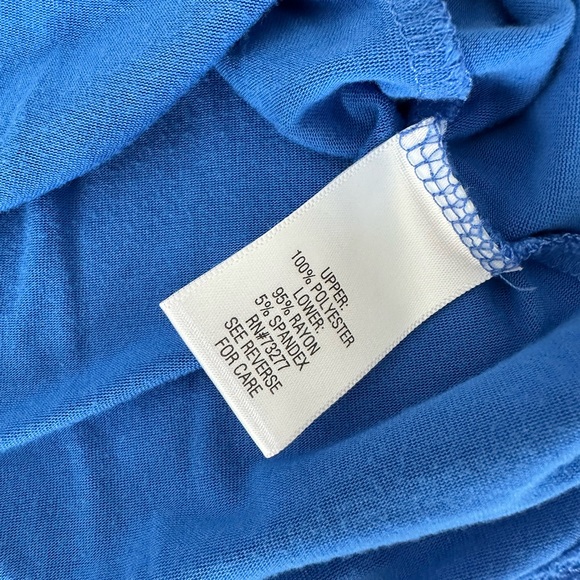 UPPER:
100% POLYESTER
LOWER:
95% RAYON
5% SPANDEX
RN#73277
SEE REVERSE
FOR CARE